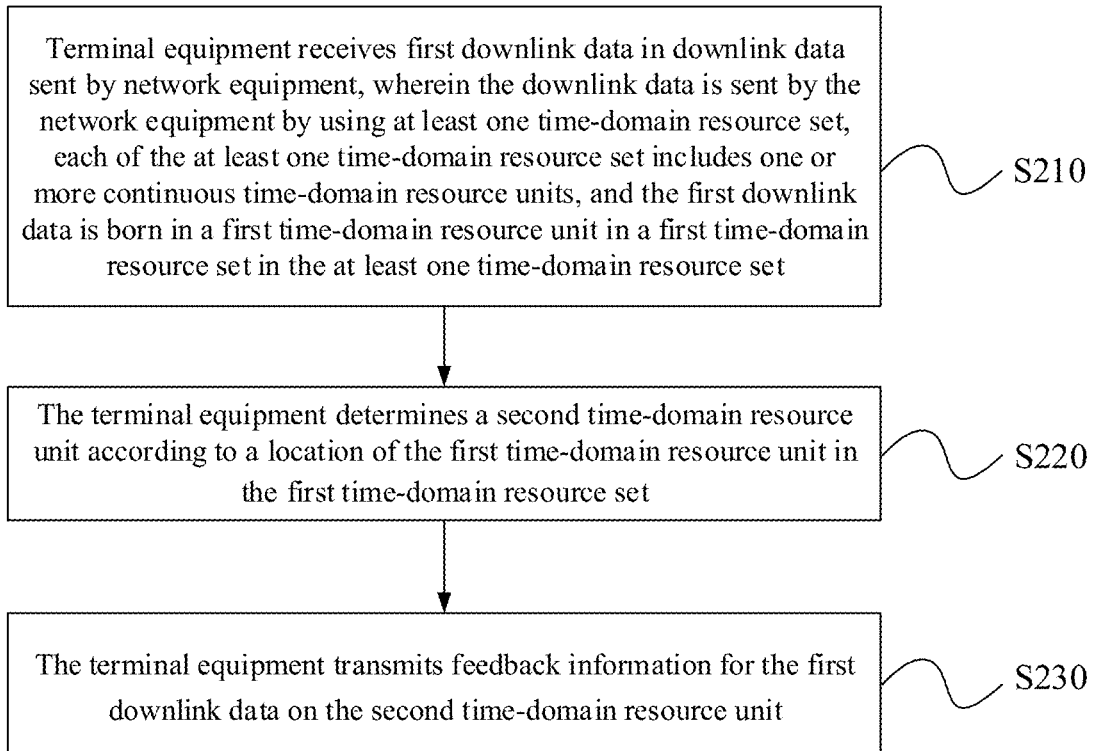 Terminal equipment receives first downlink data in downlink data
sent by network equipment, wherein the downlink data is sent by the
network equipment by using at least one time-domain resource set,
each of the at least one time-domain resource set includes one or
more continuous time-domain resource units, and the first downlink
data is born in a first time-domain resource unit in a first time-domain
resource set in the at least one time-domain resource set
S210
The terminal equipment determines a second time-domain resource
unit according to a location of the first time-domain resource unit in
the first time-domain resource set
S220
The terminal equipment transmits feedback information for the first
downlink data on the second time-domain resource unit
S230